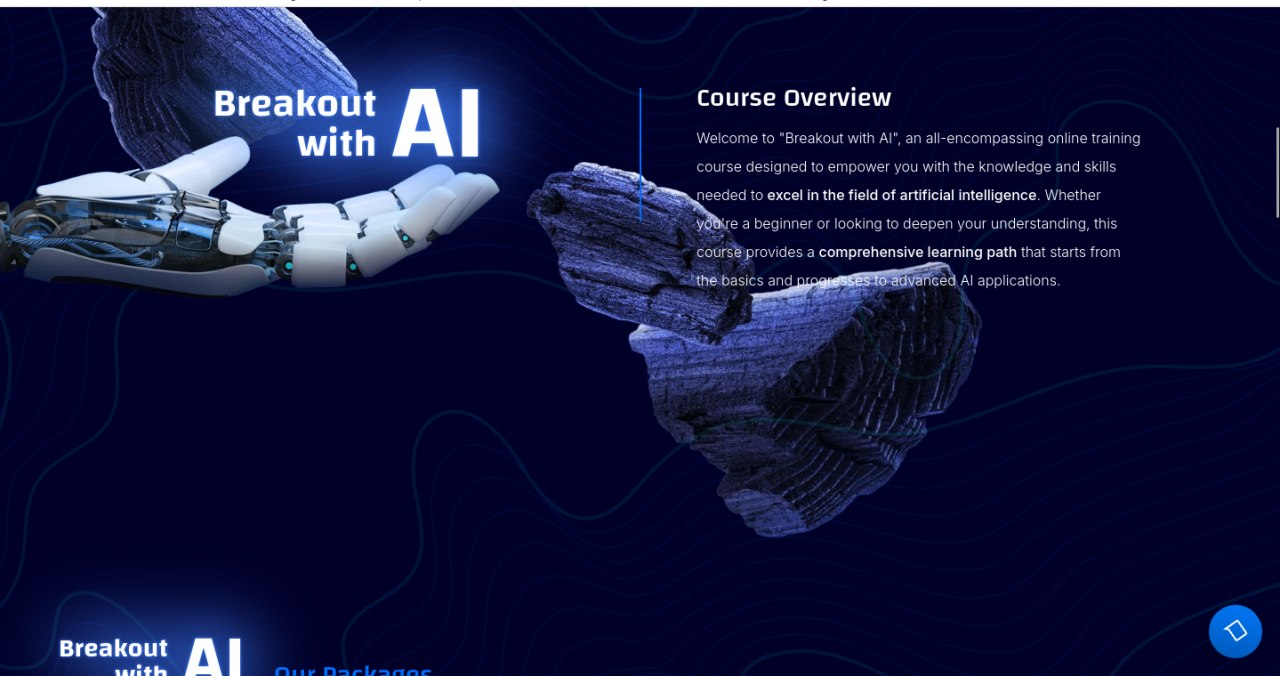 Breakout
with AI
Course Overview
Welcome to "Breakout with AI", an all-encompassing online training
course designed to empower you with the knowledge and skills
needed to excel in the field of artificial intelligence. Whether
you're a beginner or looking to deepen your understanding, this
course provides a comprehensive learning path that starts from
the basics and progresses to advanced AI applications.
Breakout
with AI
Our Packages